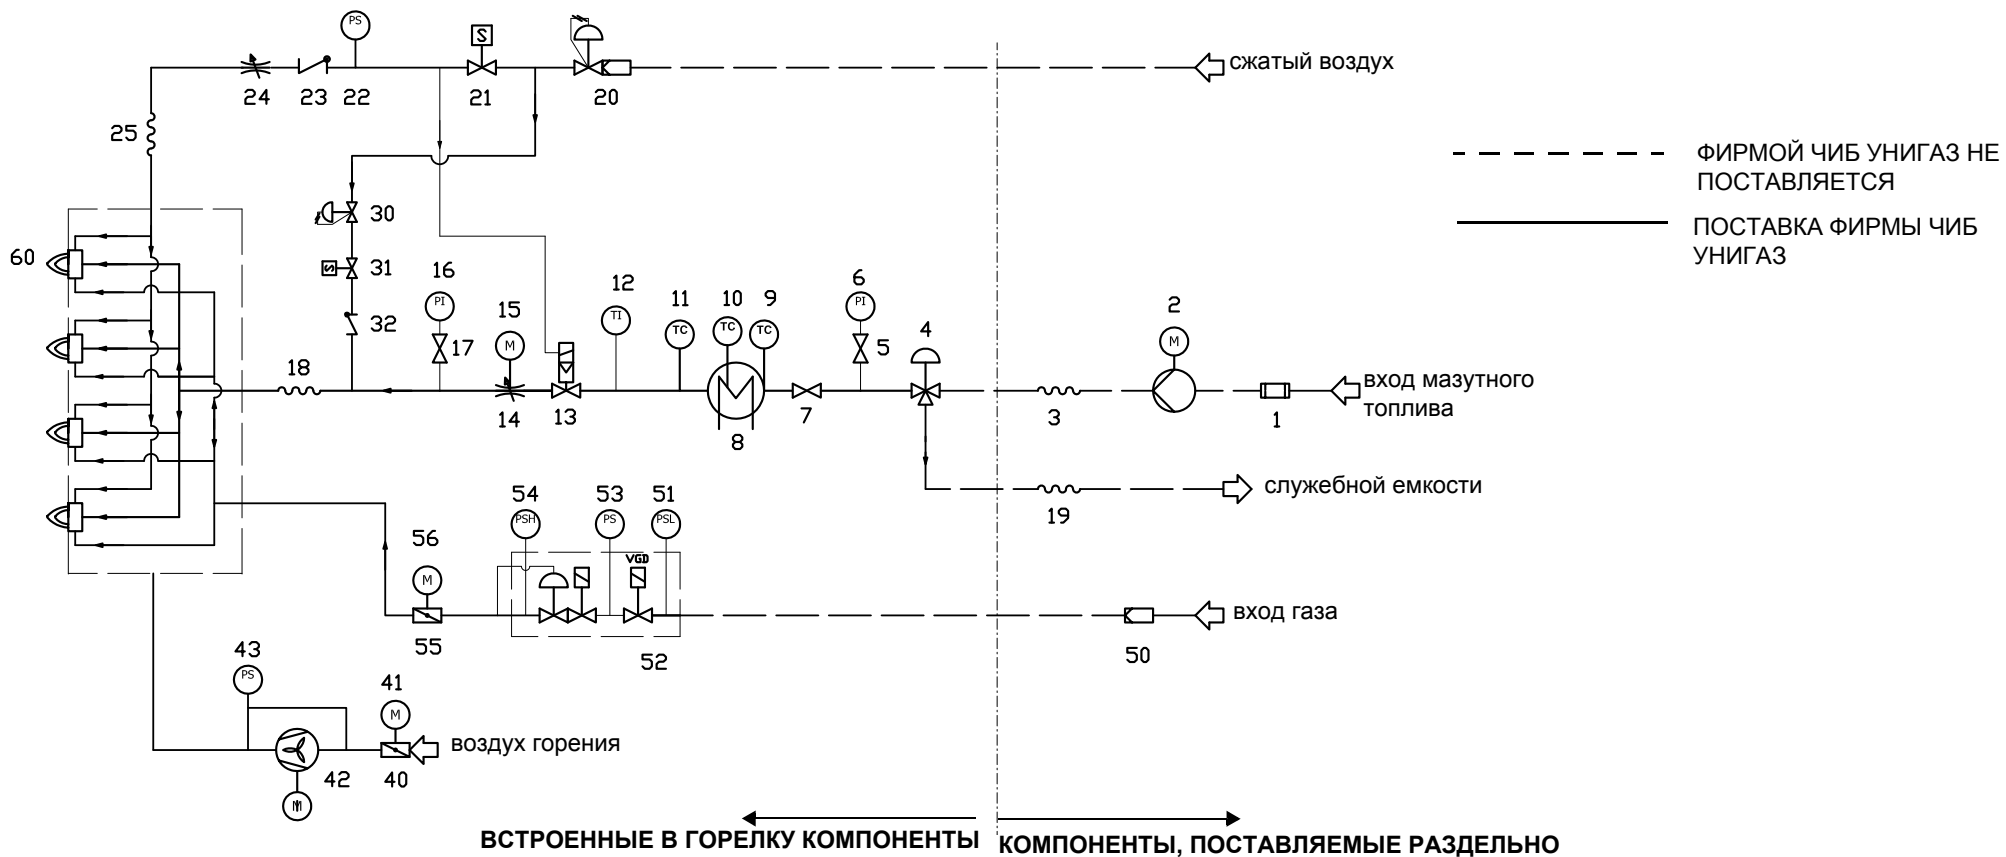 PS
S
сжатый воздух
24 23 22 21 20
25
ФИРМОЙ ЧИБ УНИГАЗ НЕ
ПОСТАВЛЯЕТСЯ
ПОСТАВКА ФИРМЫ ЧИБ
УНИГАЗ
30
60
S 31
16 12 11 10 9 6 2
PI TI TC TC TC PI M
15 32 4
M 17 5
18
вход мазутного
топлива
14 13 8 7 3 1
54 53 51
служебной емкости
19
PSH PS PSL
56
VGD
M
вход газа
55 52 50
43
PS
41
M
воздух горения
42 40
M
ВСТРОЕННЫЕ В ГОРЕЛКУ КОМПОНЕНТЫ
КОМПОНЕНТЫ, ПОСТАВЛЯЕМЫЕ РАЗДЕЛЬНО